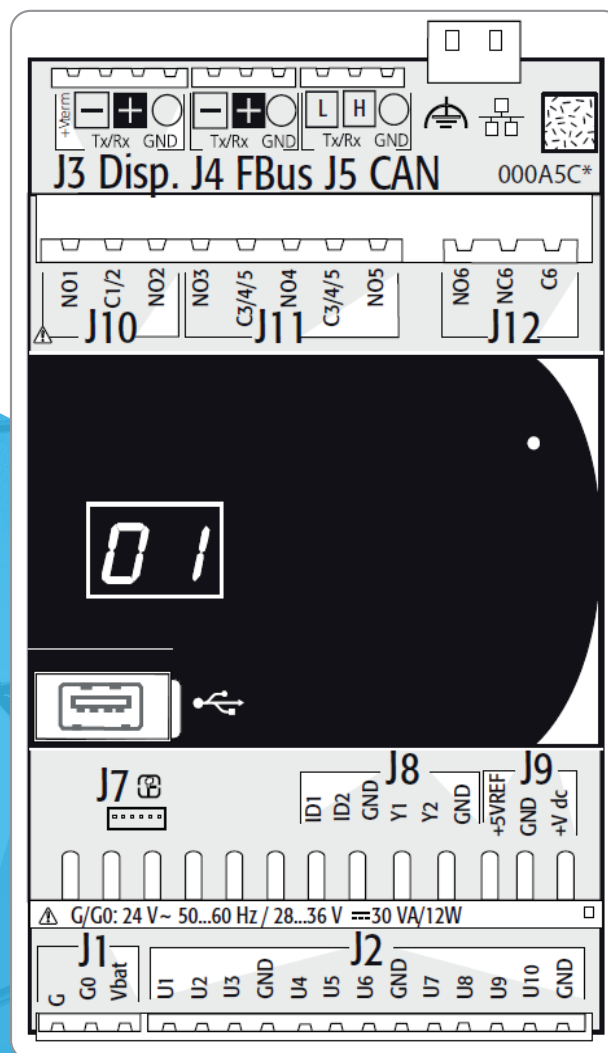 +Vterm
Tx/Rx GND Tx/Rx GND L H Tx/Rx GND
J3 Disp. J4 FBus J5 CAN 000A5C*
NO1 C1/2 NO2 NO3 C3/4/5 NO4 C3/4/5 NO5 NO6 NC6 C6
J10 J11 J12
01
J7 J8 J9
ID1 ID2 GND Y1 Y2 GND +5VREF GND +V dc
G/G0: 24 V~ 50...60 Hz / 28...36 V ⎓30 VA/12W
J1 J2
G G0 Vbat U1 U2 U3 GND U4 U5 U6 GND U7 U8 U9 U10 GND